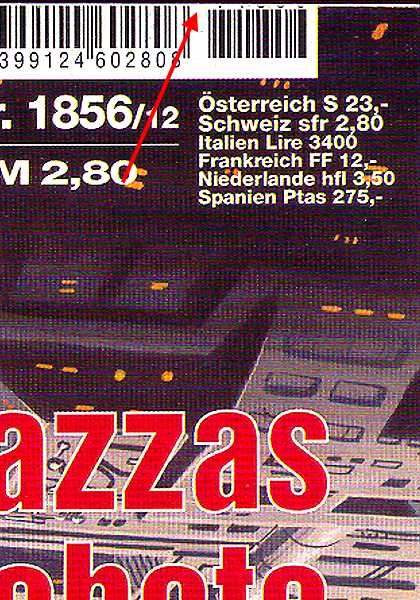 399124 602808
r. 1856/12
M 2,80
Österreich S 23,-
Schweiz sfr 2,80
Italien Lire 3400
Frankreich FF 12,-
Niederlande hfl 3,50
Spanien Ptas 275,-
azzas